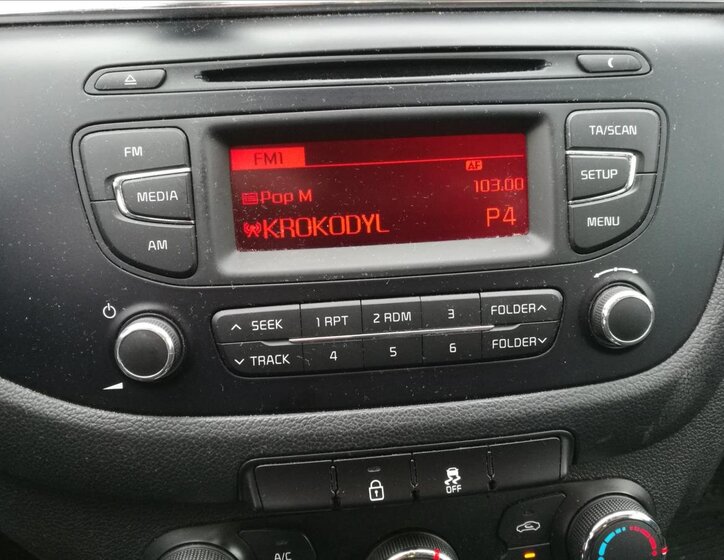 FM
MEDIA
AM
FM1
AF
Pop M
103.00
KROKODYL
P4
TA/SCAN
SETUP
MENU
SEEK
1 RPT
2 RDM
3
FOLDER
TRACK
4
5
6
FOLDER
OFF
A/C